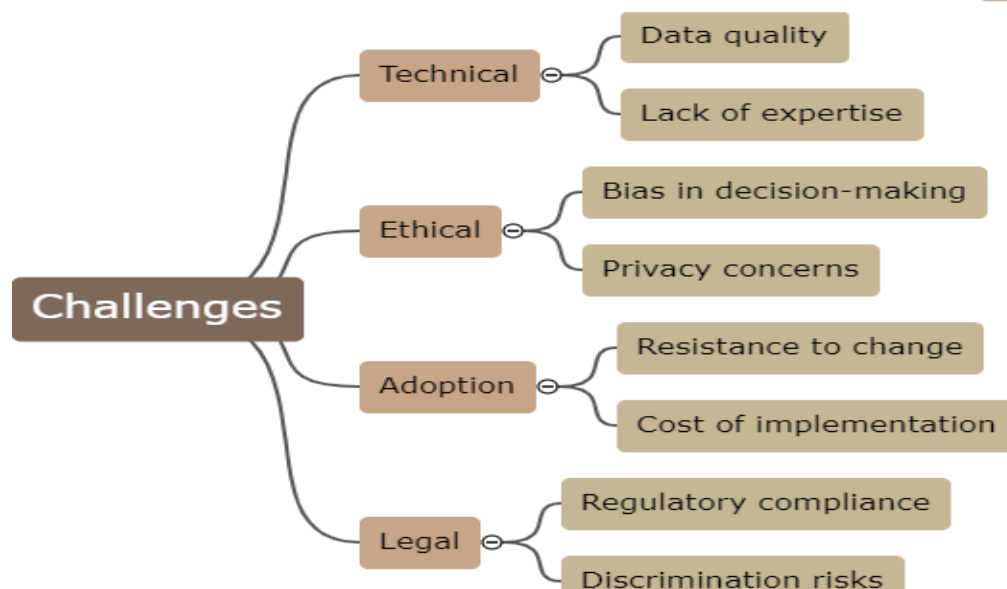 Challenges
Technical
Data quality
Lack of expertise
Ethical
Bias in decision-making
Privacy concerns
Adoption
Resistance to change
Cost of implementation
Legal
Regulatory compliance
Discrimination risks